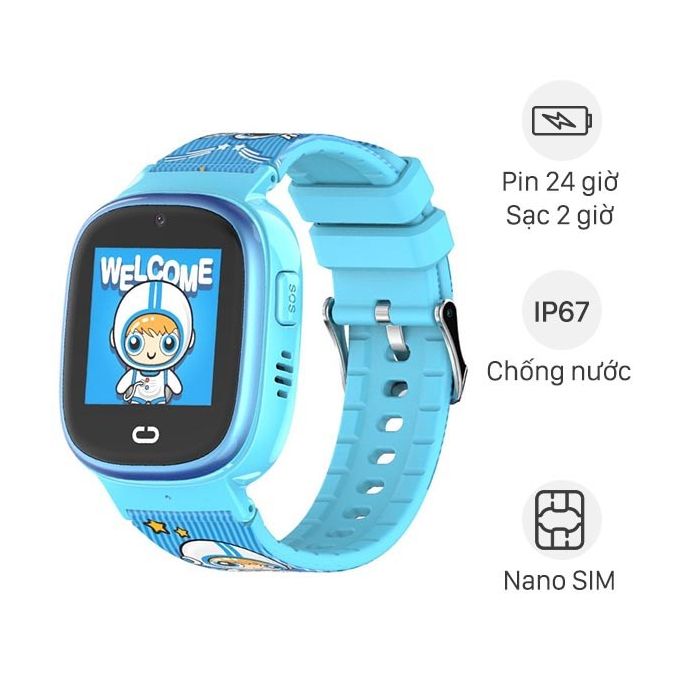 WELCOME
SOS
Pin 24 giờ
Sạc 2 giờ
IP67
Chống nước
Nano SIM